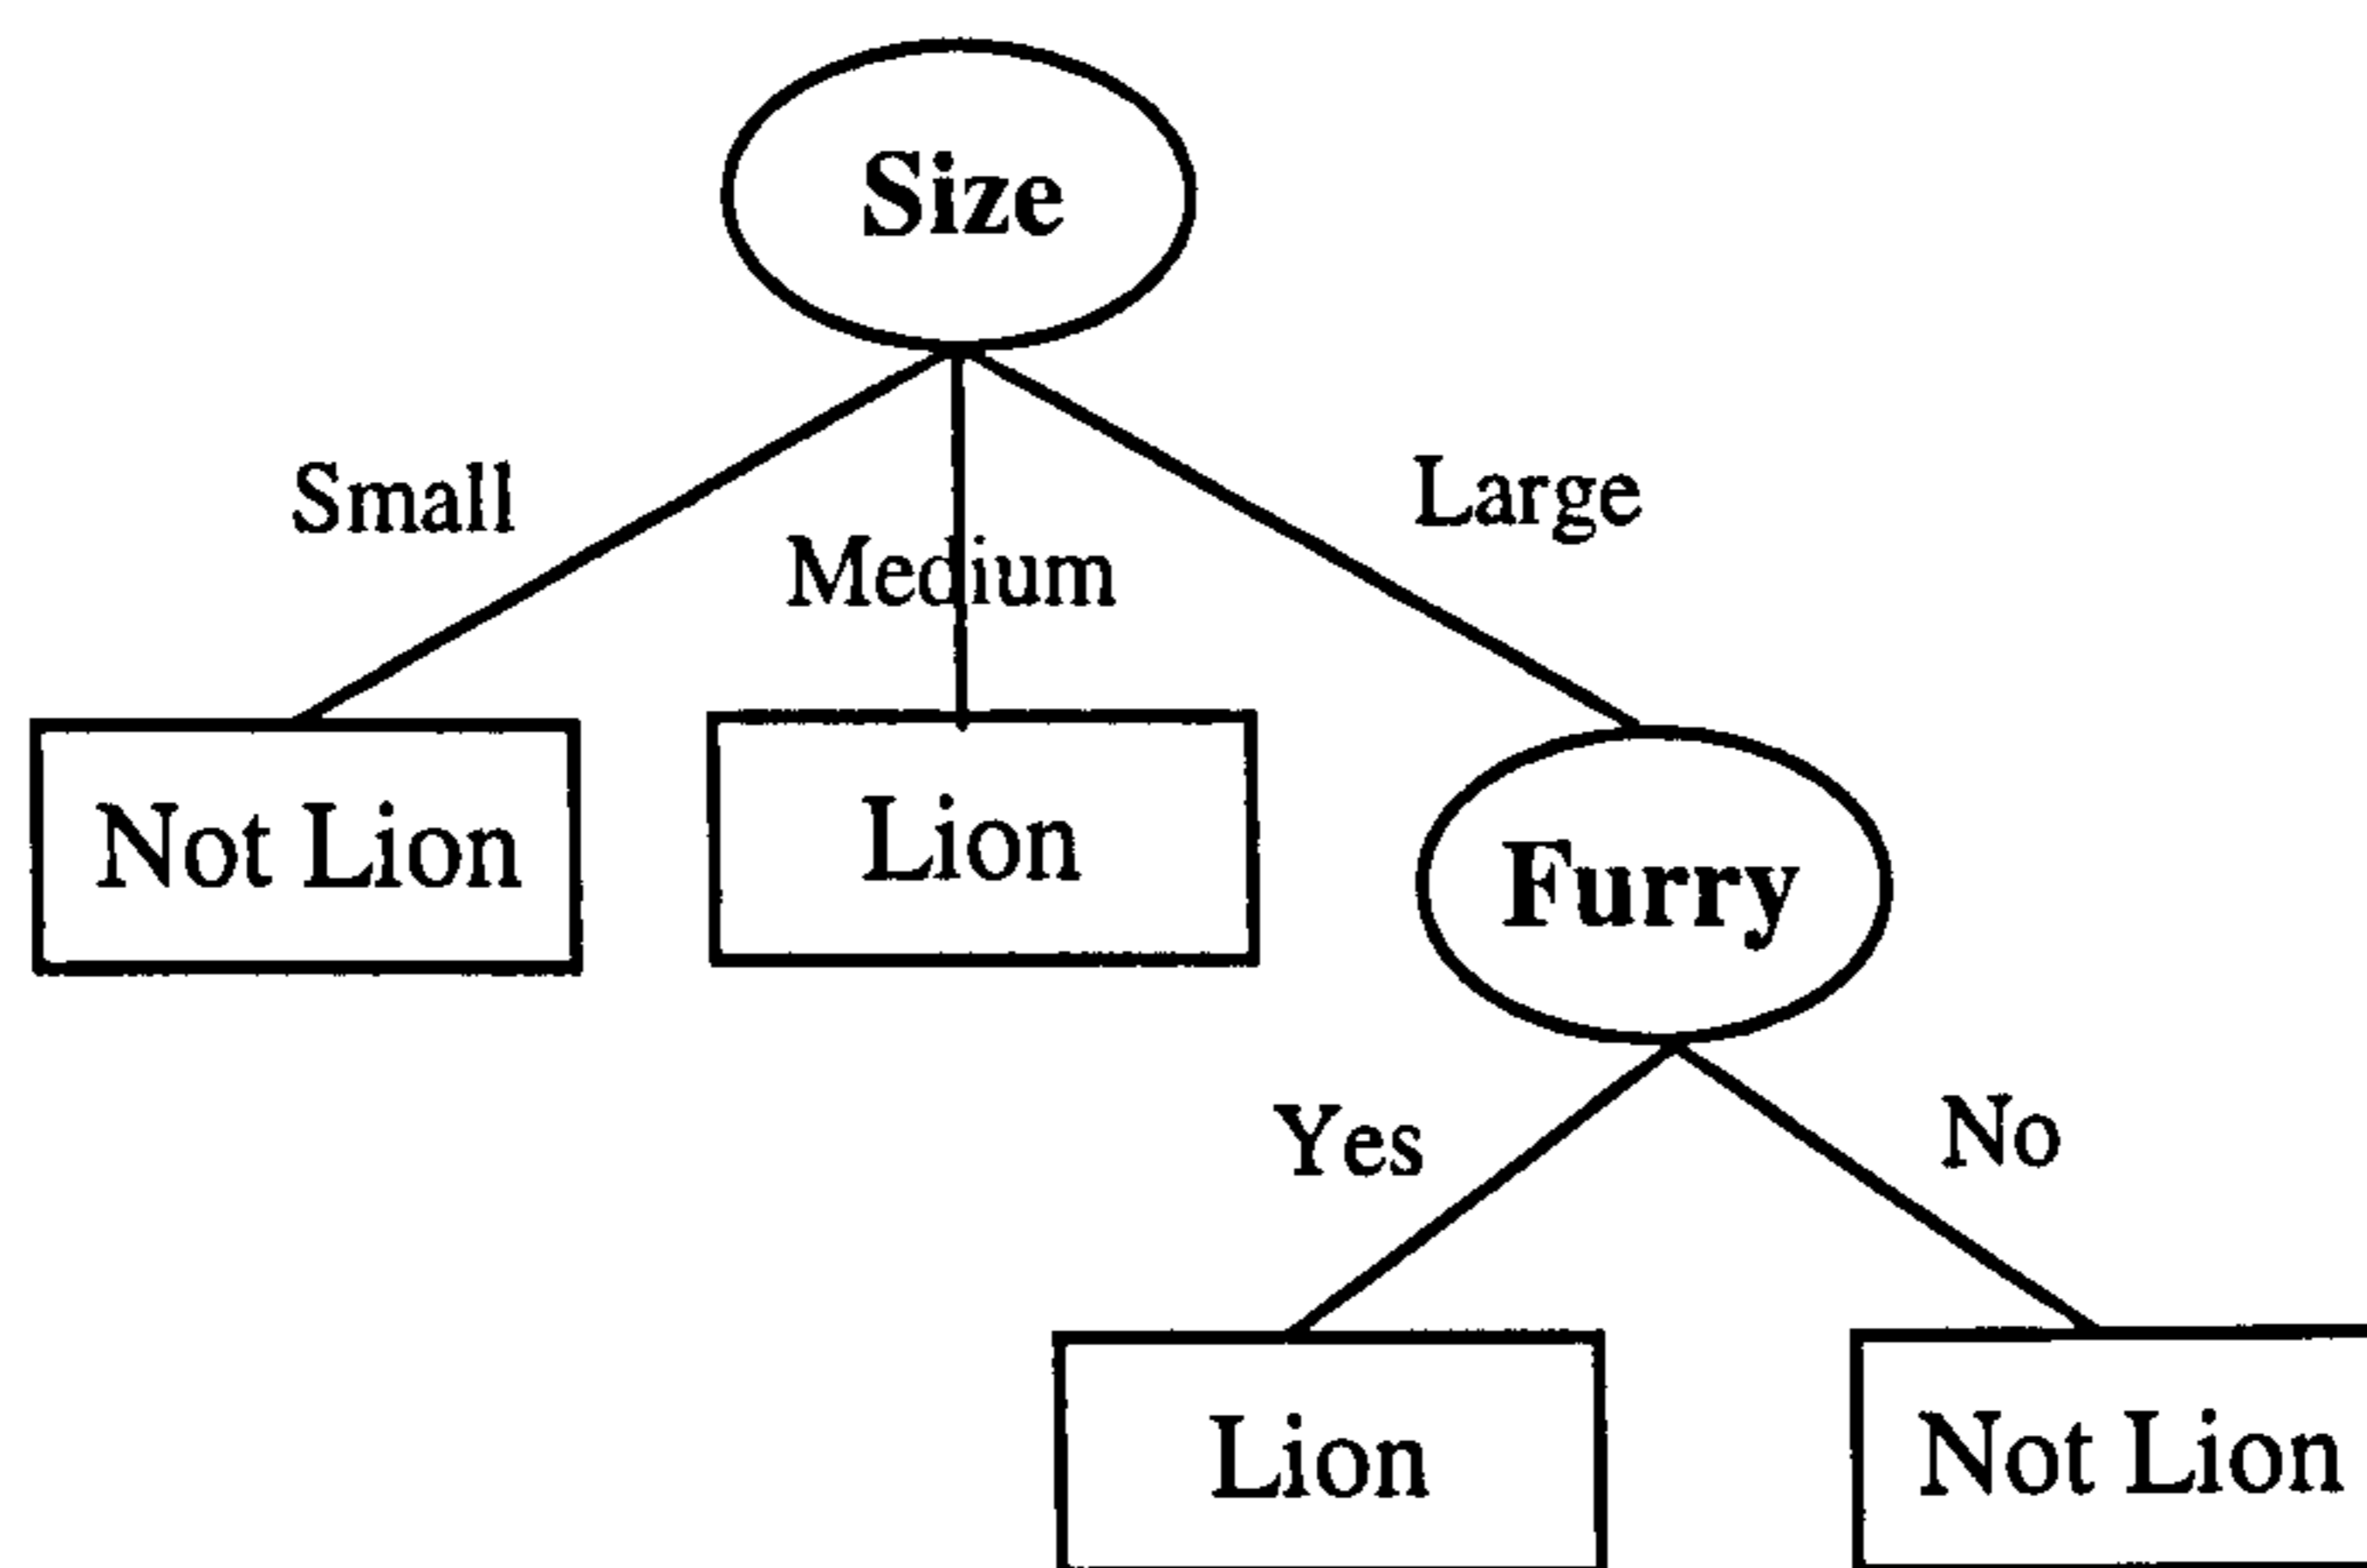 Size
Small
Medium
Large
Not Lion
Lion
Furry
Yes
No
Lion
Not Lion